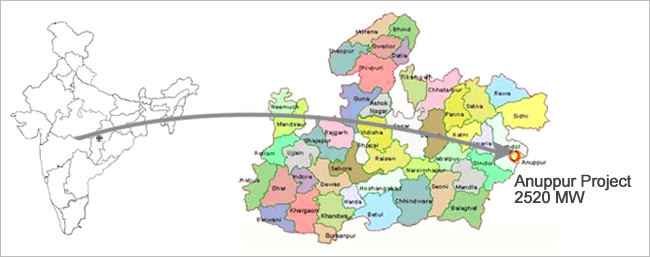 Morena
Bhind
Sheopur
Gwalior
Datia
Shivpuri
Tikamgarh
Chhatarpur
Rewa
Guna
Ashok
Nagar
Panna
Satna
Sidhi
Neemuch
Mandsaur
Rajgarh
Vidisha
Sagar
Katni
Umaria
Shahdol
Shajapur
Bhopal
Ratlam
Ujjain
Raisen
Jabalpur
Dindori
Anuppur
Sehore
Narsimhapur
Jhabua
Indore
Dhar
Dewas
Hoshangabad
Seoni
Mandla
Harda
Khargaon
Khandwa
Betul
Chhindwara
Balaghat
Barwani
Burhanpur
Anuppur Project
2520 MW